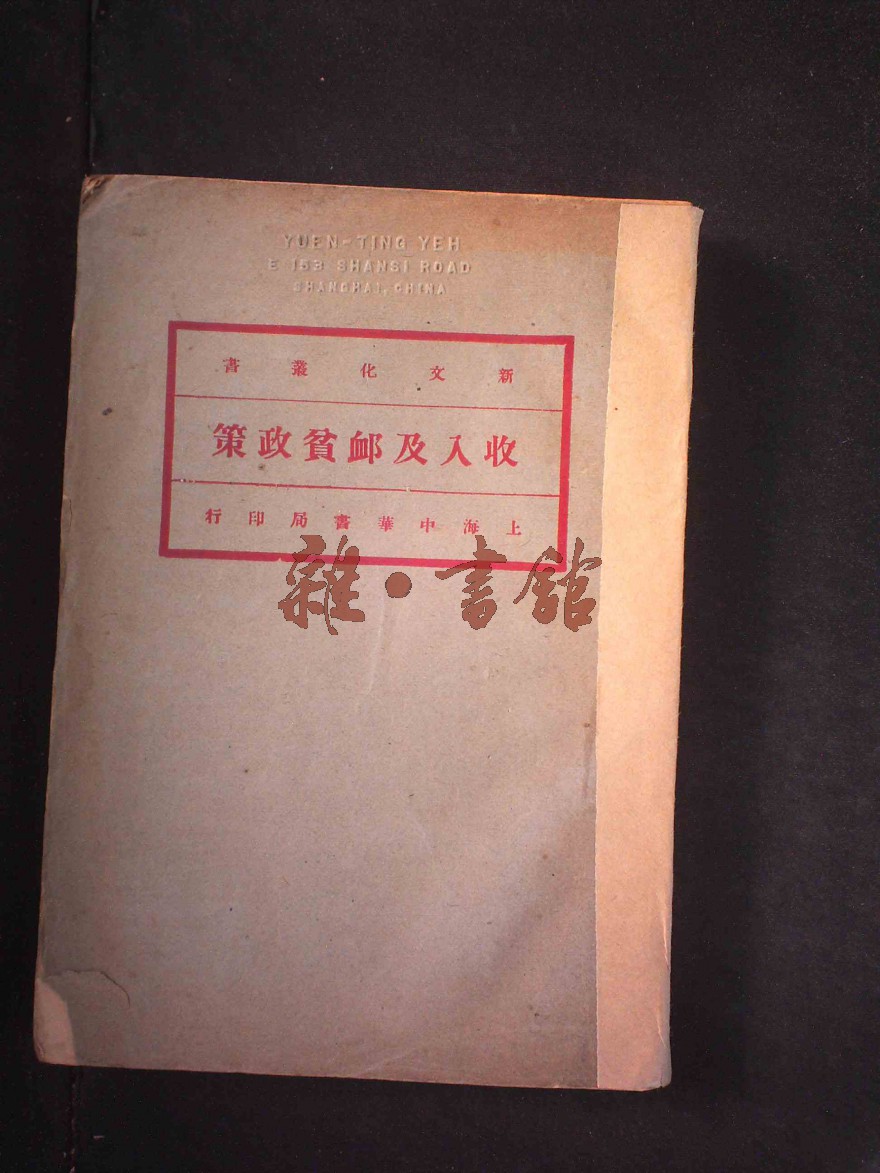 YUEN-TING YEH
E 153 SHANSI ROAD
SHANGHAI, CHINA
新文化叢書
收入及邮貧政策
上海中華書局印行
雜·書館